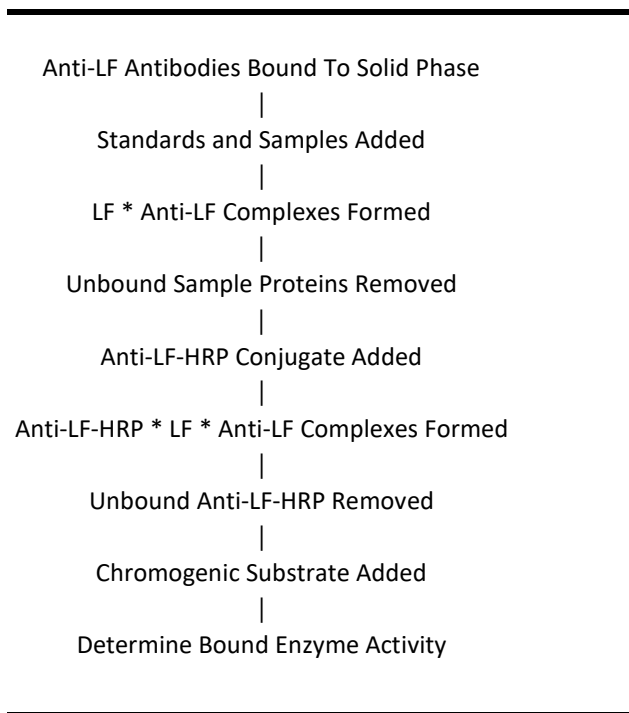 Anti-LF Antibodies Bound To Solid Phase
|
Standards and Samples Added
|
LF * Anti-LF Complexes Formed
|
Unbound Sample Proteins Removed
|
Anti-LF-HRP Conjugate Added
|
Anti-LF-HRP * LF * Anti-LF Complexes Formed
|
Unbound Anti-LF-HRP Removed
|
Chromogenic Substrate Added
|
Determine Bound Enzyme Activity